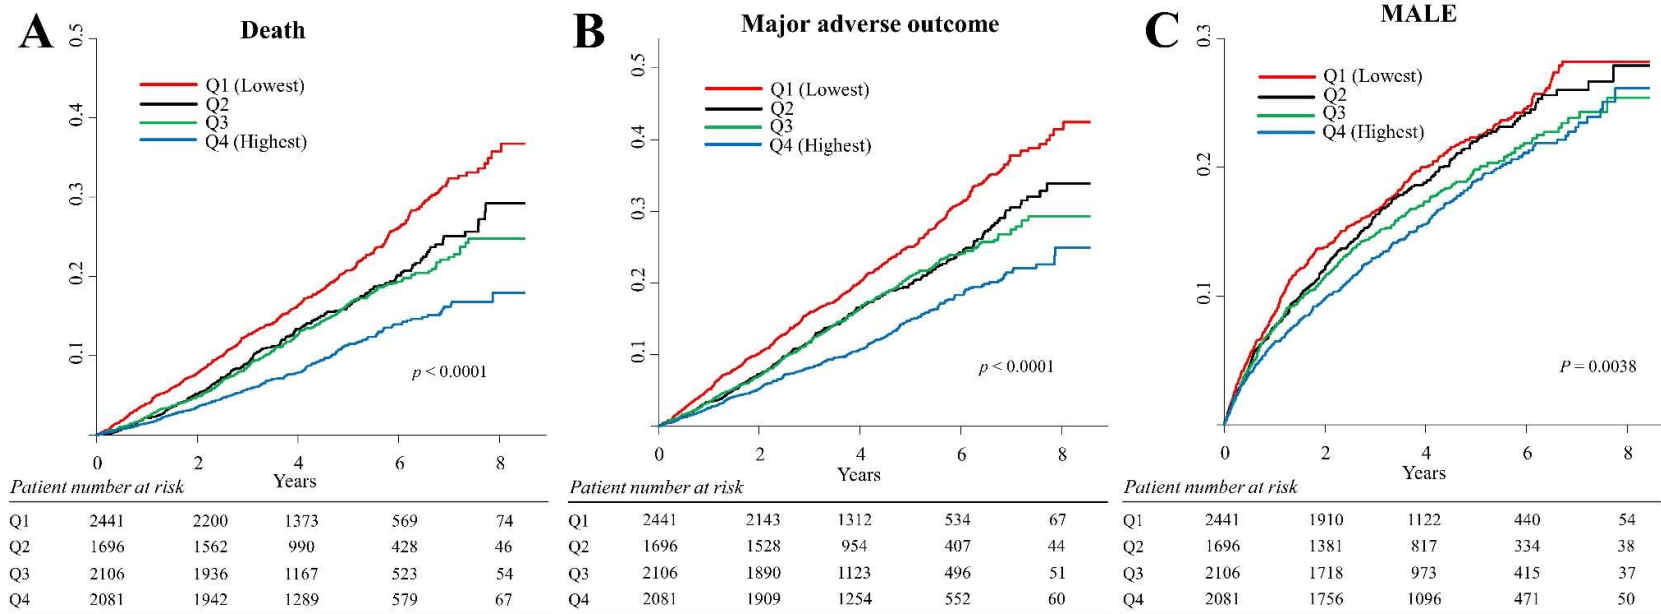 A
Death
0.5
0.4
0.3
0.2
0.1
Q1 (Lowest)
Q2
Q3
Q4 (Highest)
p < 0.0001
0 2 4 6 8
Years
Patient number at risk
Q1 2441 2200 1373 569 74
Q2 1696 1562 990 428 46
Q3 2106 1936 1167 523 54
Q4 2081 1942 1289 579 67
B
Major adverse outcome
0.5
0.4
0.3
0.2
0.1
Q1 (Lowest)
Q2
Q3
Q4 (Highest)
p < 0.0001
0 2 4 6 8
Years
Patient number at risk
Q1 2441 2143 1312 534 67
Q2 1696 1528 954 407 44
Q3 2106 1890 1123 496 51
Q4 2081 1909 1254 552 60
C
MALE
0.3
0.2
0.1
Q1 (Lowest)
Q2
Q3
Q4 (Highest)
P = 0.0038
0 2 4 6 8
Years
Patient number at risk
Q1 2441 1910 1122 440 54
Q2 1696 1381 817 334 38
Q3 2106 1718 973 415 37
Q4 2081 1756 1096 471 50